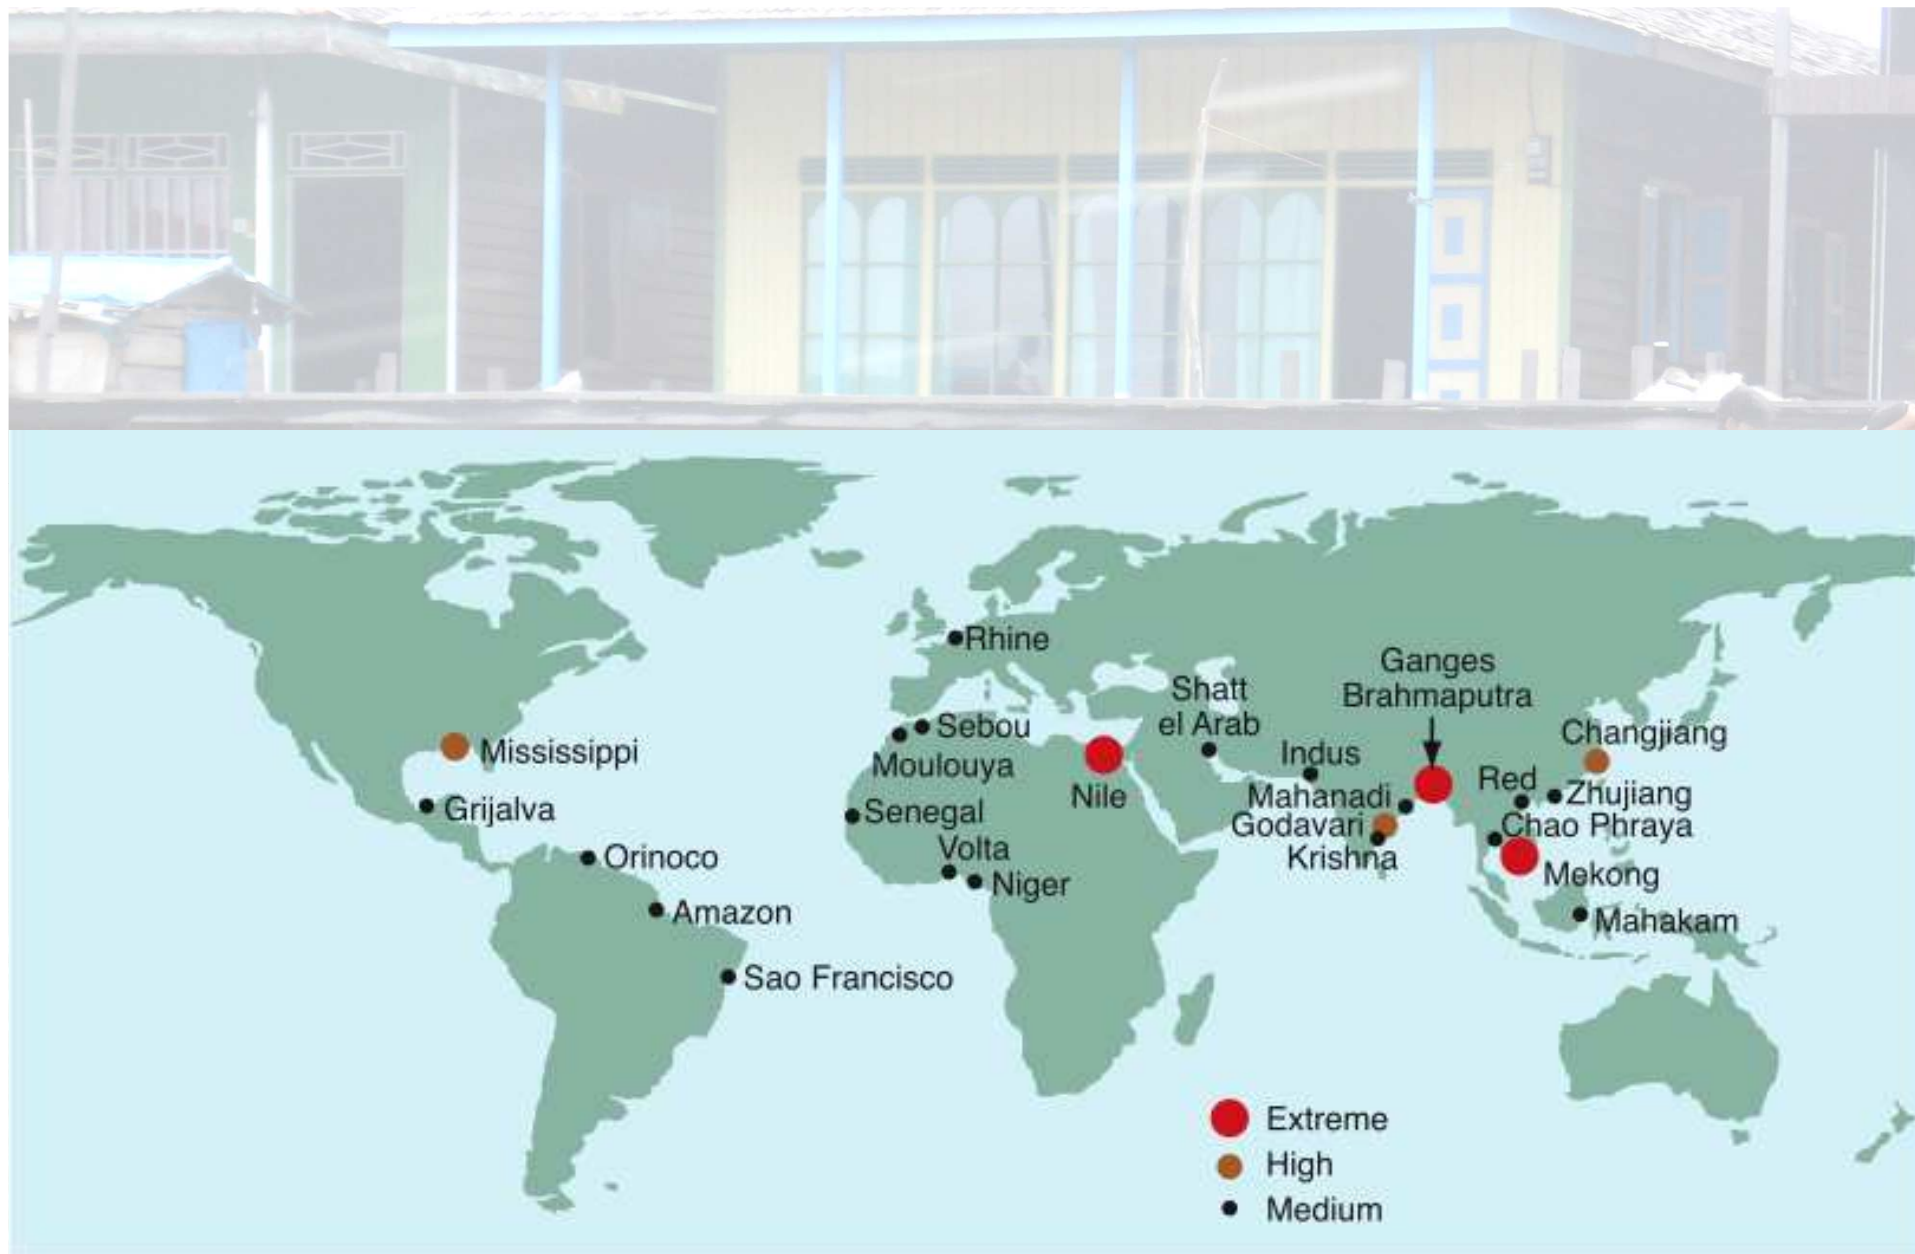 Rhine
Ganges
Brahmaputra
Shatt
el Arab
Sebou
Changjiang
Mississippi
Moulouya
Indus
Nile
Red
Mahanadi
Zhujiang
Grijalva
Senegal
Godavari
Chao Phraya
Volta
Krishna
Orinoco
Niger
Mekong
Amazon
Mahakam
Sao Francisco
Extreme
High
Medium